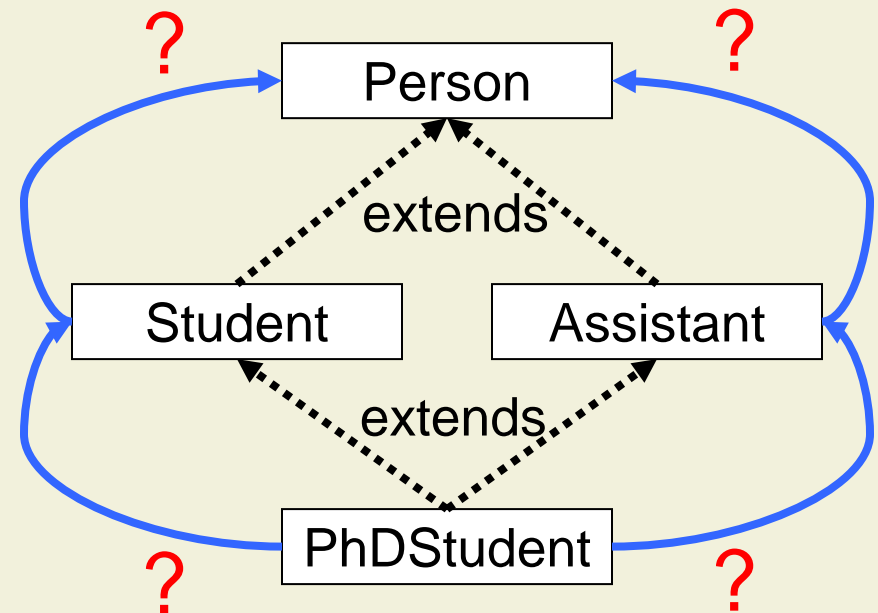 ? ?
Person
extends
Student Assistant
extends
PhDStudent
? ?